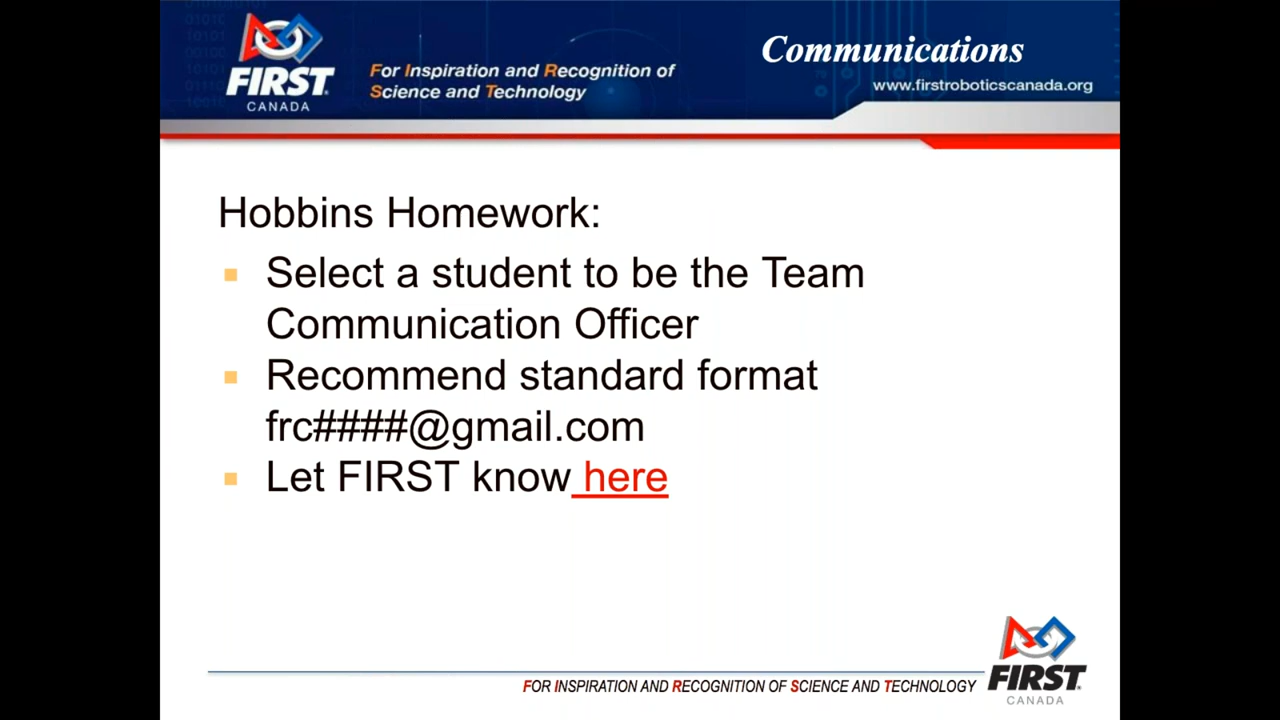 FIRST
CANADA
For Inspiration and Recognition of
Science and Technology
Communications
www.firstroboticscanada.org
Hobbins Homework:
Select a student to be the Team
Communication Officer
Recommend standard format
frc####@gmail.com
Let FIRST know here
FOR INSPIRATION AND RECOGNITION OF SCIENCE AND TECHNOLOGY
FIRST
CANADA